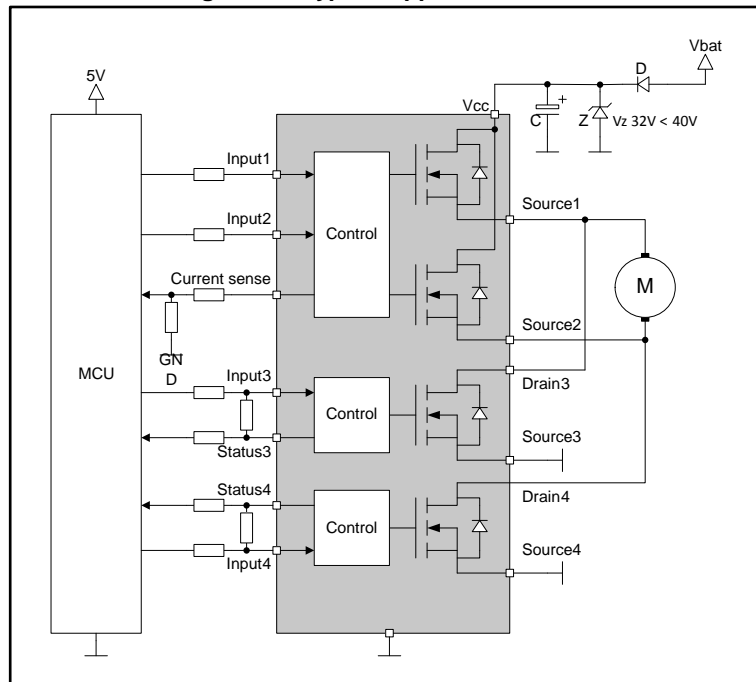 Vbat
D
5V
Vcc
+
C
Z
Vz 32V < 40V
Input1
Source1
Input2
Control
M
Current sense
Source2
GN
D
MCU
Input3
Drain3
Control
Status3
Source3
Status4
Drain4
Control
Input4
Source4